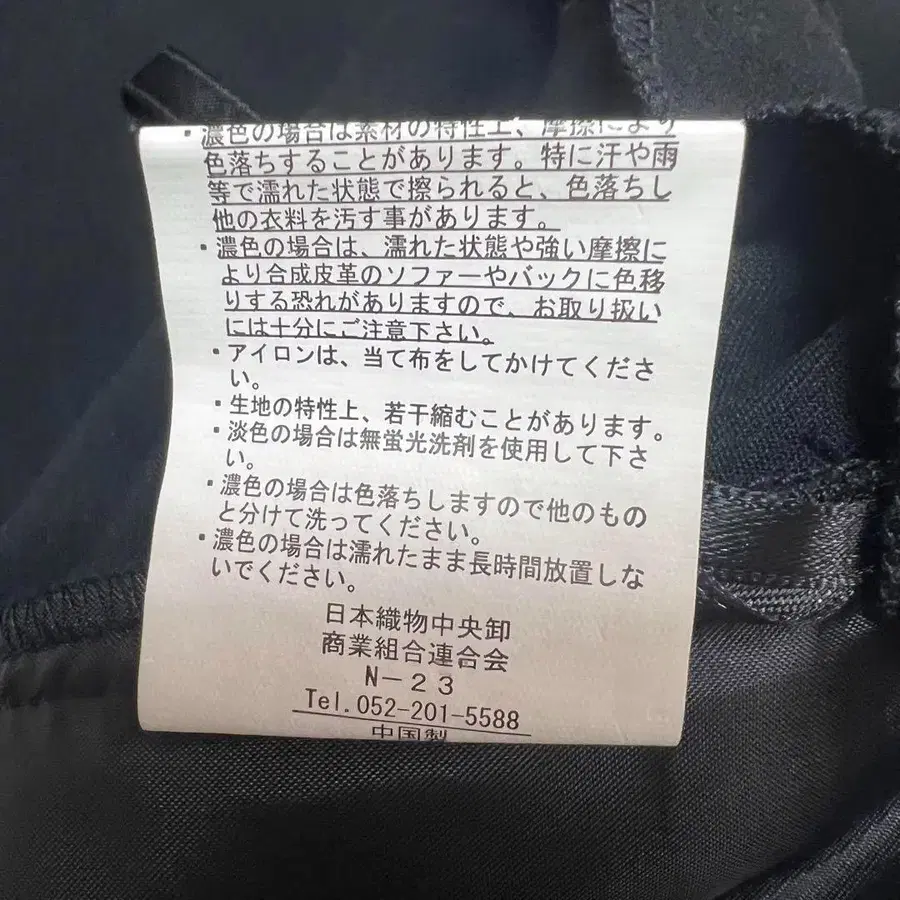 ・濃色の場合は素材の特性上、摩擦により
色落ちすることがあります。特に汗や雨
等で濡れた状態で擦られると、色落ちし
他の衣料を汚す事があります。
・濃色の場合は、濡れた状態や強い摩擦に
より合成皮革のソファーやバックに色移
りする恐れがありますので、お取り扱い
には十分にご注意下さい。
・アイロンは、当て布をしてかけてくださ
い。
・生地の特性上、若干縮むことがあります。
・淡色の場合は無蛍光洗剤を使用して下さ
い。
・濃色の場合は色落ちしますので他のもの
と分けて洗ってください。
・濃色の場合は濡れたまま長時間放置しな
いでください。
日本織物中央卸
商業組合連合会
N-23
Tel.052-201-5588
中国製